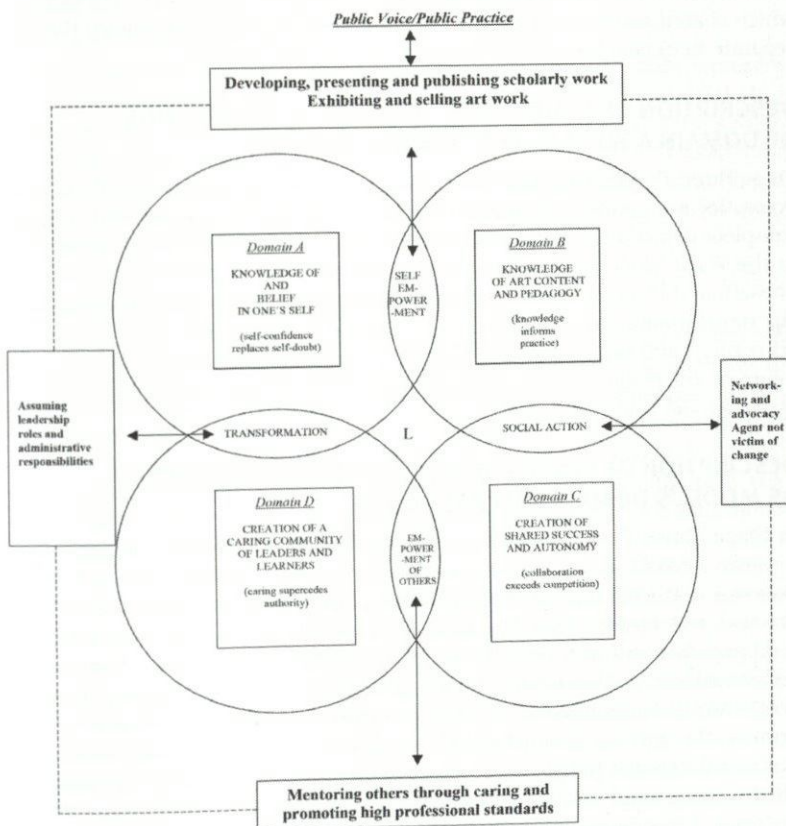 Public Voice/Public Practice
Developing, presenting and publishing scholarly work
Exhibiting and selling art work
Domain A
KNOWLEDGE OF
AND
BELIEF
IN ONE'S SELF
(self-confidence
replaces self-doubt)
SELF
EM-
POWER
-MENT
Domain B
KNOWLEDGE
OF ART CONTENT
AND PEDAGOGY
(knowledge
informs
practice)
Assuming
leadership
roles and
administrative
responsibilities
TRANSFORMATION
L
SOCIAL ACTION
Network-
ing and
advocacy
Agent not
victim of
change
Domain D
CREATION OF A
CARING COMMUNITY
OF LEADERS AND
LEARNERS
(caring supercedes
authority)
EM-
POWER
-MENT
OF
OTHERS
Domain C
CREATION OF
SHARED SUCCESS
AND AUTONOMY
(collaboration
exceeds competition)
Mentoring others through caring and
promoting high professional standards